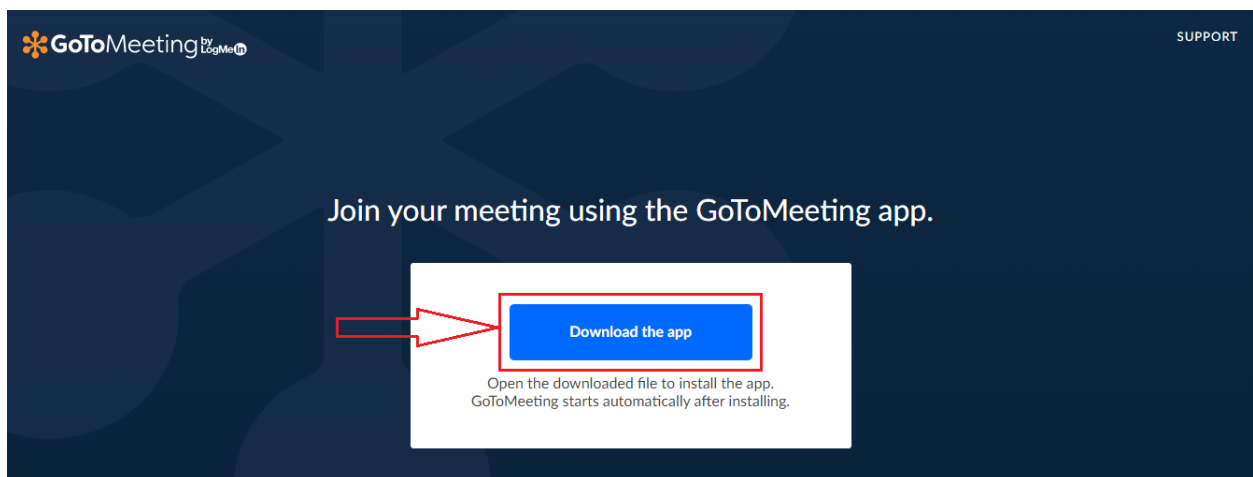 GoToMeeting by LogMeIn
SUPPORT
Join your meeting using the GoToMeeting app.
Download the app
Open the downloaded file to install the app.
GoToMeeting starts automatically after installing.